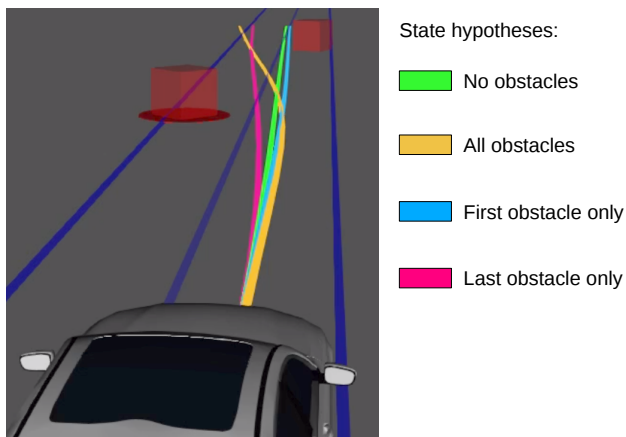 State hypotheses:
No obstacles
All obstacles
First obstacle only
Last obstacle only